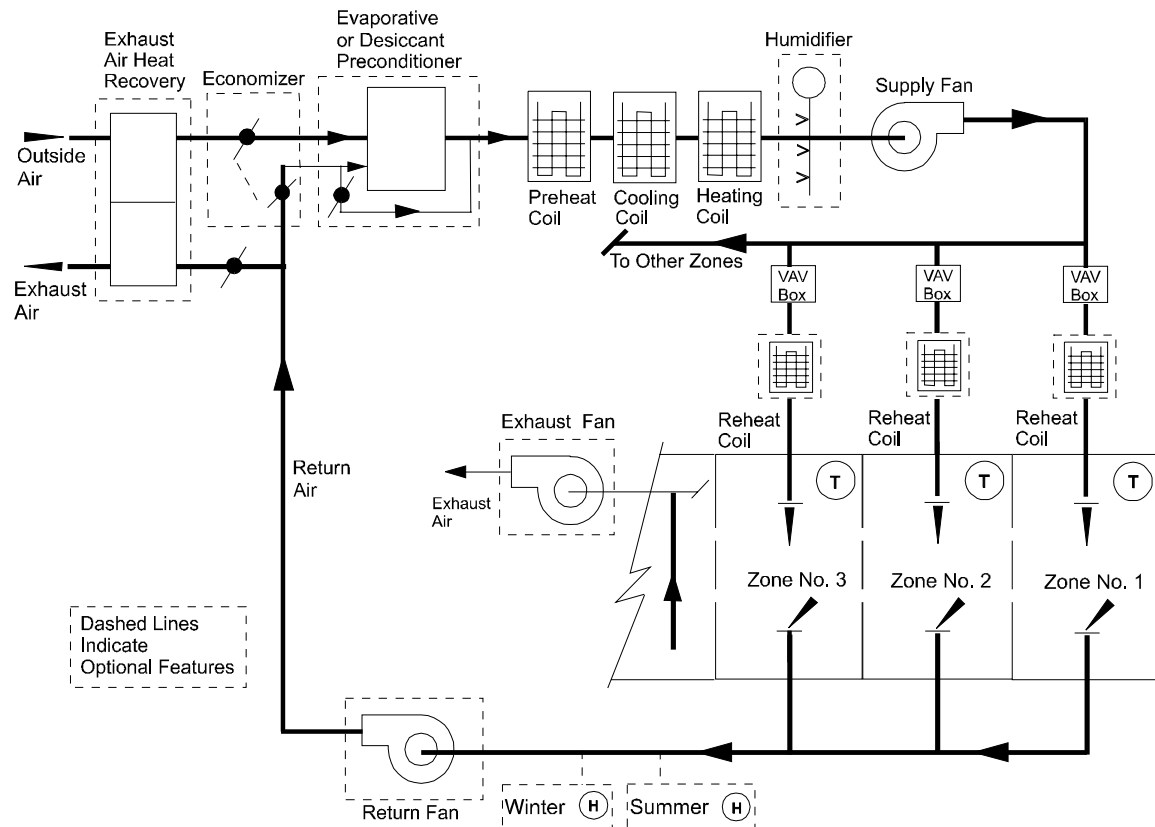 Exhaust
Air Heat
Recovery
Economizer
Evaporative
or Desiccant
Preconditioner
Humidifier
Supply Fan
Outside
Air
Preheat
Coil
Cooling
Coil
Heating
Coil
To Other Zones
Exhaust
Air
VAV
Box
VAV
Box
VAV
Box
Reheat
Coil
Reheat
Coil
Reheat
Coil
Exhaust Fan
Exhaust
Air
Return
Air
T
T
T
Zone No. 3
Zone No. 2
Zone No. 1
Dashed Lines
Indicate
Optional Features
Return Fan
Winter H
Summer H